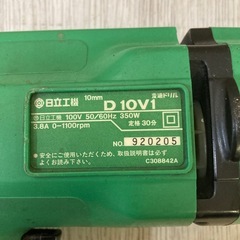 日立工機 10mm D 10V1 電気ドリル
日立工機 100V 50/60Hz 350W
3.8A 0-1100rpm 定格 30分
NO. 920205
安全にご使用いただくため、取扱説明書を
よくお読みください。
C308842A